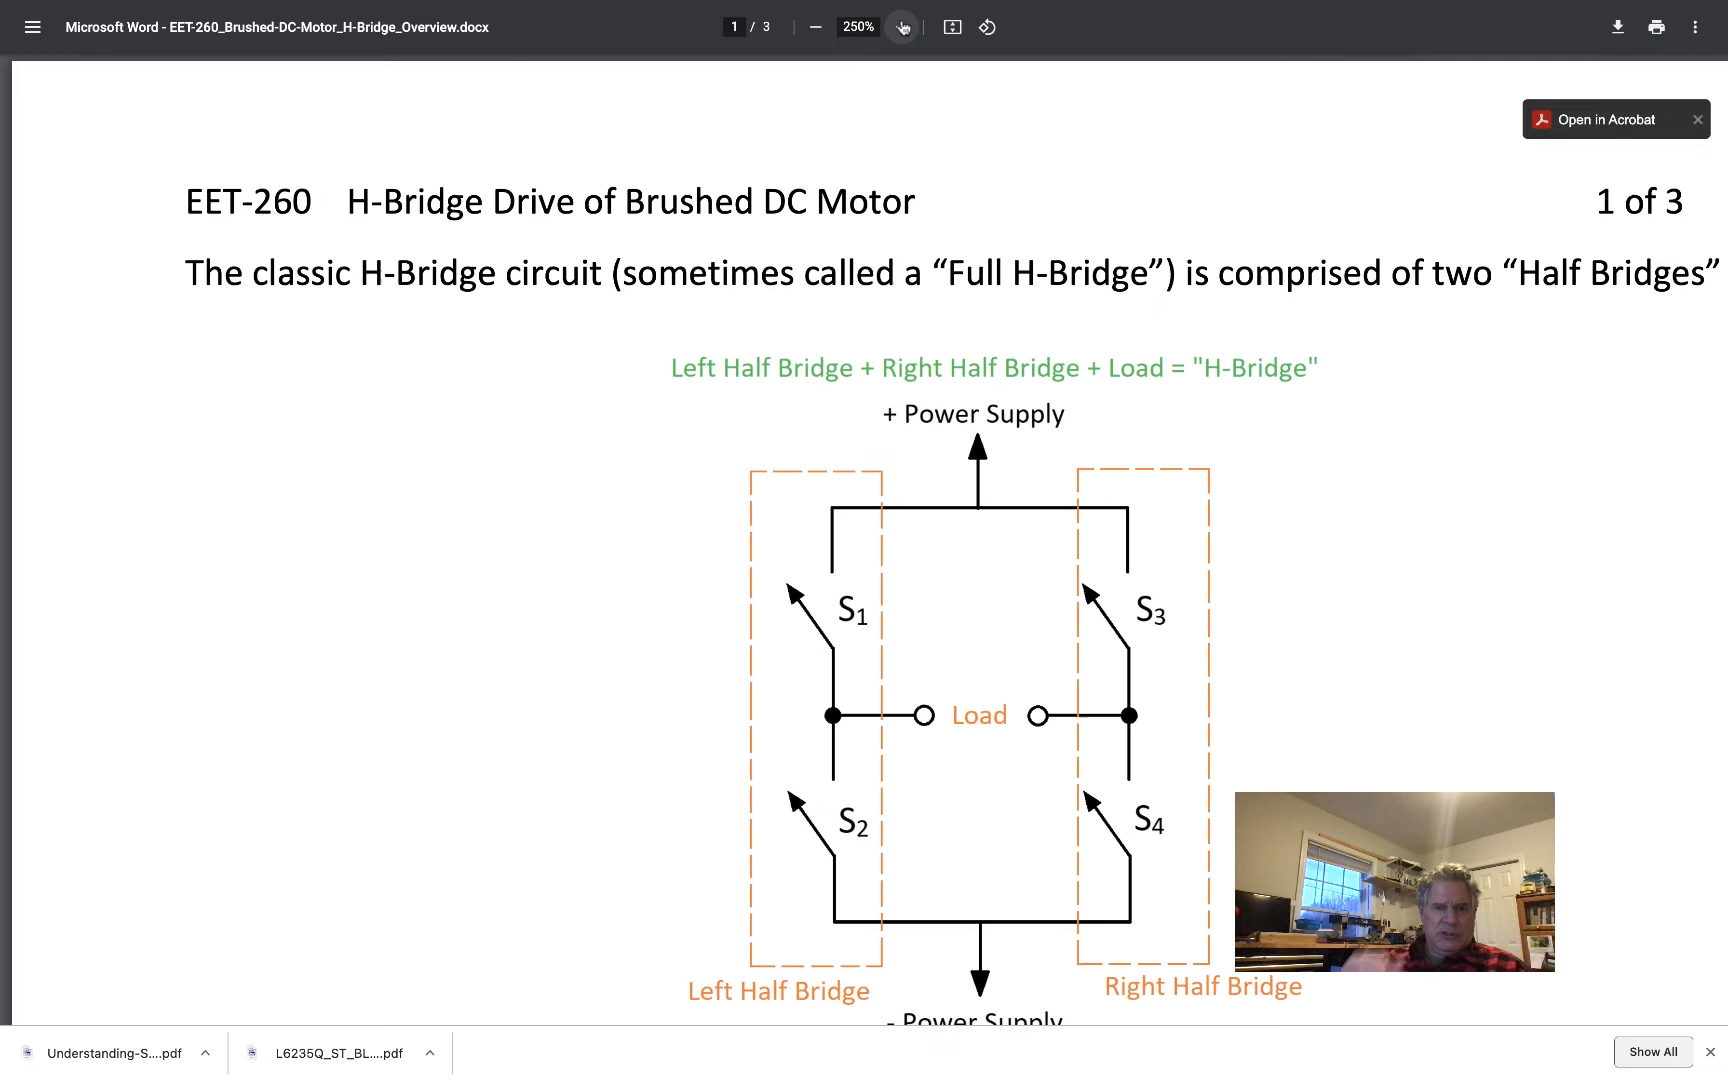 Microsoft Word - EET-260_Brushed-DC-Motor_H-Bridge_Overview.docx
1 / 3
250%
Open in Acrobat
EET-260 H-Bridge Drive of Brushed DC Motor 1 of 3
The classic H-Bridge circuit (sometimes called a “Full H-Bridge”) is comprised of two “Half Bridges”
Left Half Bridge + Right Half Bridge + Load = "H-Bridge"
+ Power Supply
S1
S3
Load
S2
S4
Left Half Bridge
Right Half Bridge
- Power Supply
Understanding-S....pdf
L6235Q_ST_BL....pdf
Show All